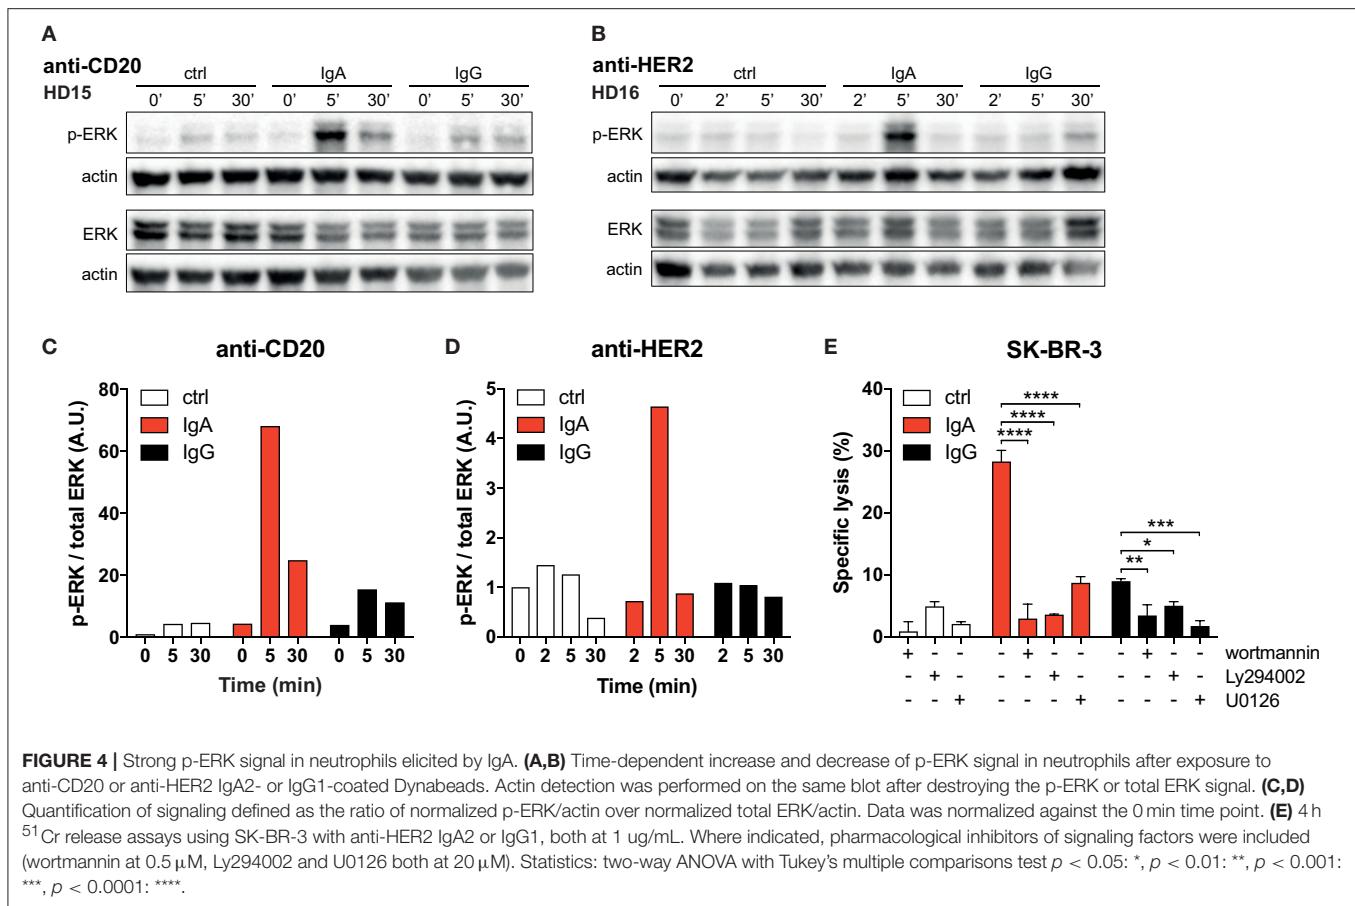 A
anti-CD20
HD15
ctrl IgA IgG
0’ 5’ 30’ 0’ 5’ 30’ 0’ 5’ 30’
p-ERK
actin
ERK
actin
B
anti-HER2
HD16
ctrl IgA IgG
0’ 2’ 5’ 30’ 2’ 5’ 30’ 2’ 5’ 30’
p-ERK
actin
ERK
actin
C anti-CD20
p-ERK / total ERK (A.U.)
80
60
40
20
0
ctrl
IgA
IgG
0 5 30 0 5 30 0 5 30
Time (min)
D anti-HER2
p-ERK / total ERK (A.U.)
5
4
3
2
1
0
ctrl
IgA
IgG
0 2 5 30 2 5 30 2 5 30
Time (min)
E SK-BR-3
Specific lysis (%)
40
30
20
10
0
ctrl
IgA
IgG
****
****
****
***
*
**
+ - - - + - - - + - - wortmannin
- + - - - + - - - + - Ly294002
- - + - - - + - - - + U0126
FIGURE 4 | Strong p-ERK signal in neutrophils elicited by IgA. (A,B) Time-dependent increase and decrease of p-ERK signal in neutrophils after exposure to
anti-CD20 or anti-HER2 IgA2- or IgG1-coated Dynabeads. Actin detection was performed on the same blot after destroying the p-ERK or total ERK signal. (C,D)
Quantification of signaling defined as the ratio of normalized p-ERK/actin over normalized total ERK/actin. Data was normalized against the 0 min time point. (E) 4 h
⁵¹Cr release assays using SK-BR-3 with anti-HER2 IgA2 or IgG1, both at 1 ug/mL. Where indicated, pharmacological inhibitors of signaling factors were included
(wortmannin at 0.5 μM, Ly294002 and U0126 both at 20 μM). Statistics: two-way ANOVA with Tukey’s multiple comparisons test p < 0.05: *, p < 0.01: **, p < 0.001:
***, p < 0.0001: ****.